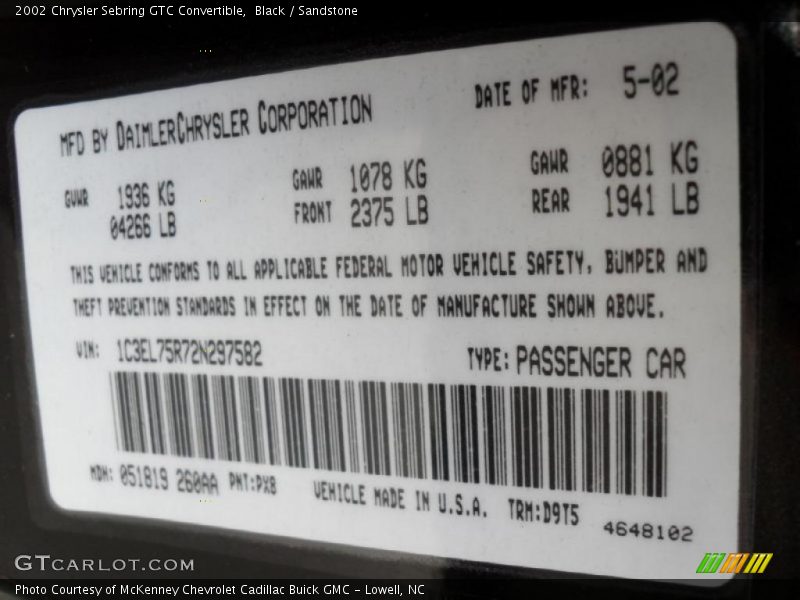 2002 Chrysler Sebring GTC Convertible, Black / Sandstone
MFD BY DAIMLERCHRYSLER CORPORATION DATE OF MFR: 5-02
GVWR 1936 KG GAWR 1078 KG GAWR 0881 KG
04266 LB FRONT 2375 LB REAR 1941 LB
THIS VEHICLE CONFORMS TO ALL APPLICABLE FEDERAL MOTOR VEHICLE SAFETY, BUMPER AND
THEFT PREVENTION STANDARDS IN EFFECT ON THE DATE OF MANUFACTURE SHOWN ABOVE.
VIN: 1C3EL75R72N297582 TYPE: PASSENGER CAR
MDH: 051819 260AA PNT:PX8 VEHICLE MADE IN U.S.A. TRM:D9T5 4648102
GTCARLOT.COM
Photo Courtesy of McKenney Chevrolet Cadillac Buick GMC - Lowell, NC